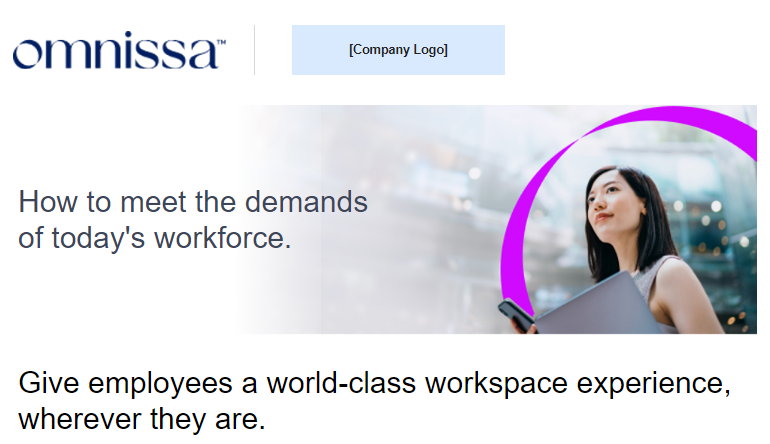 omnissa™
[Company Logo]
How to meet the demands
of today's workforce.
Give employees a world-class workspace experience,
wherever they are.